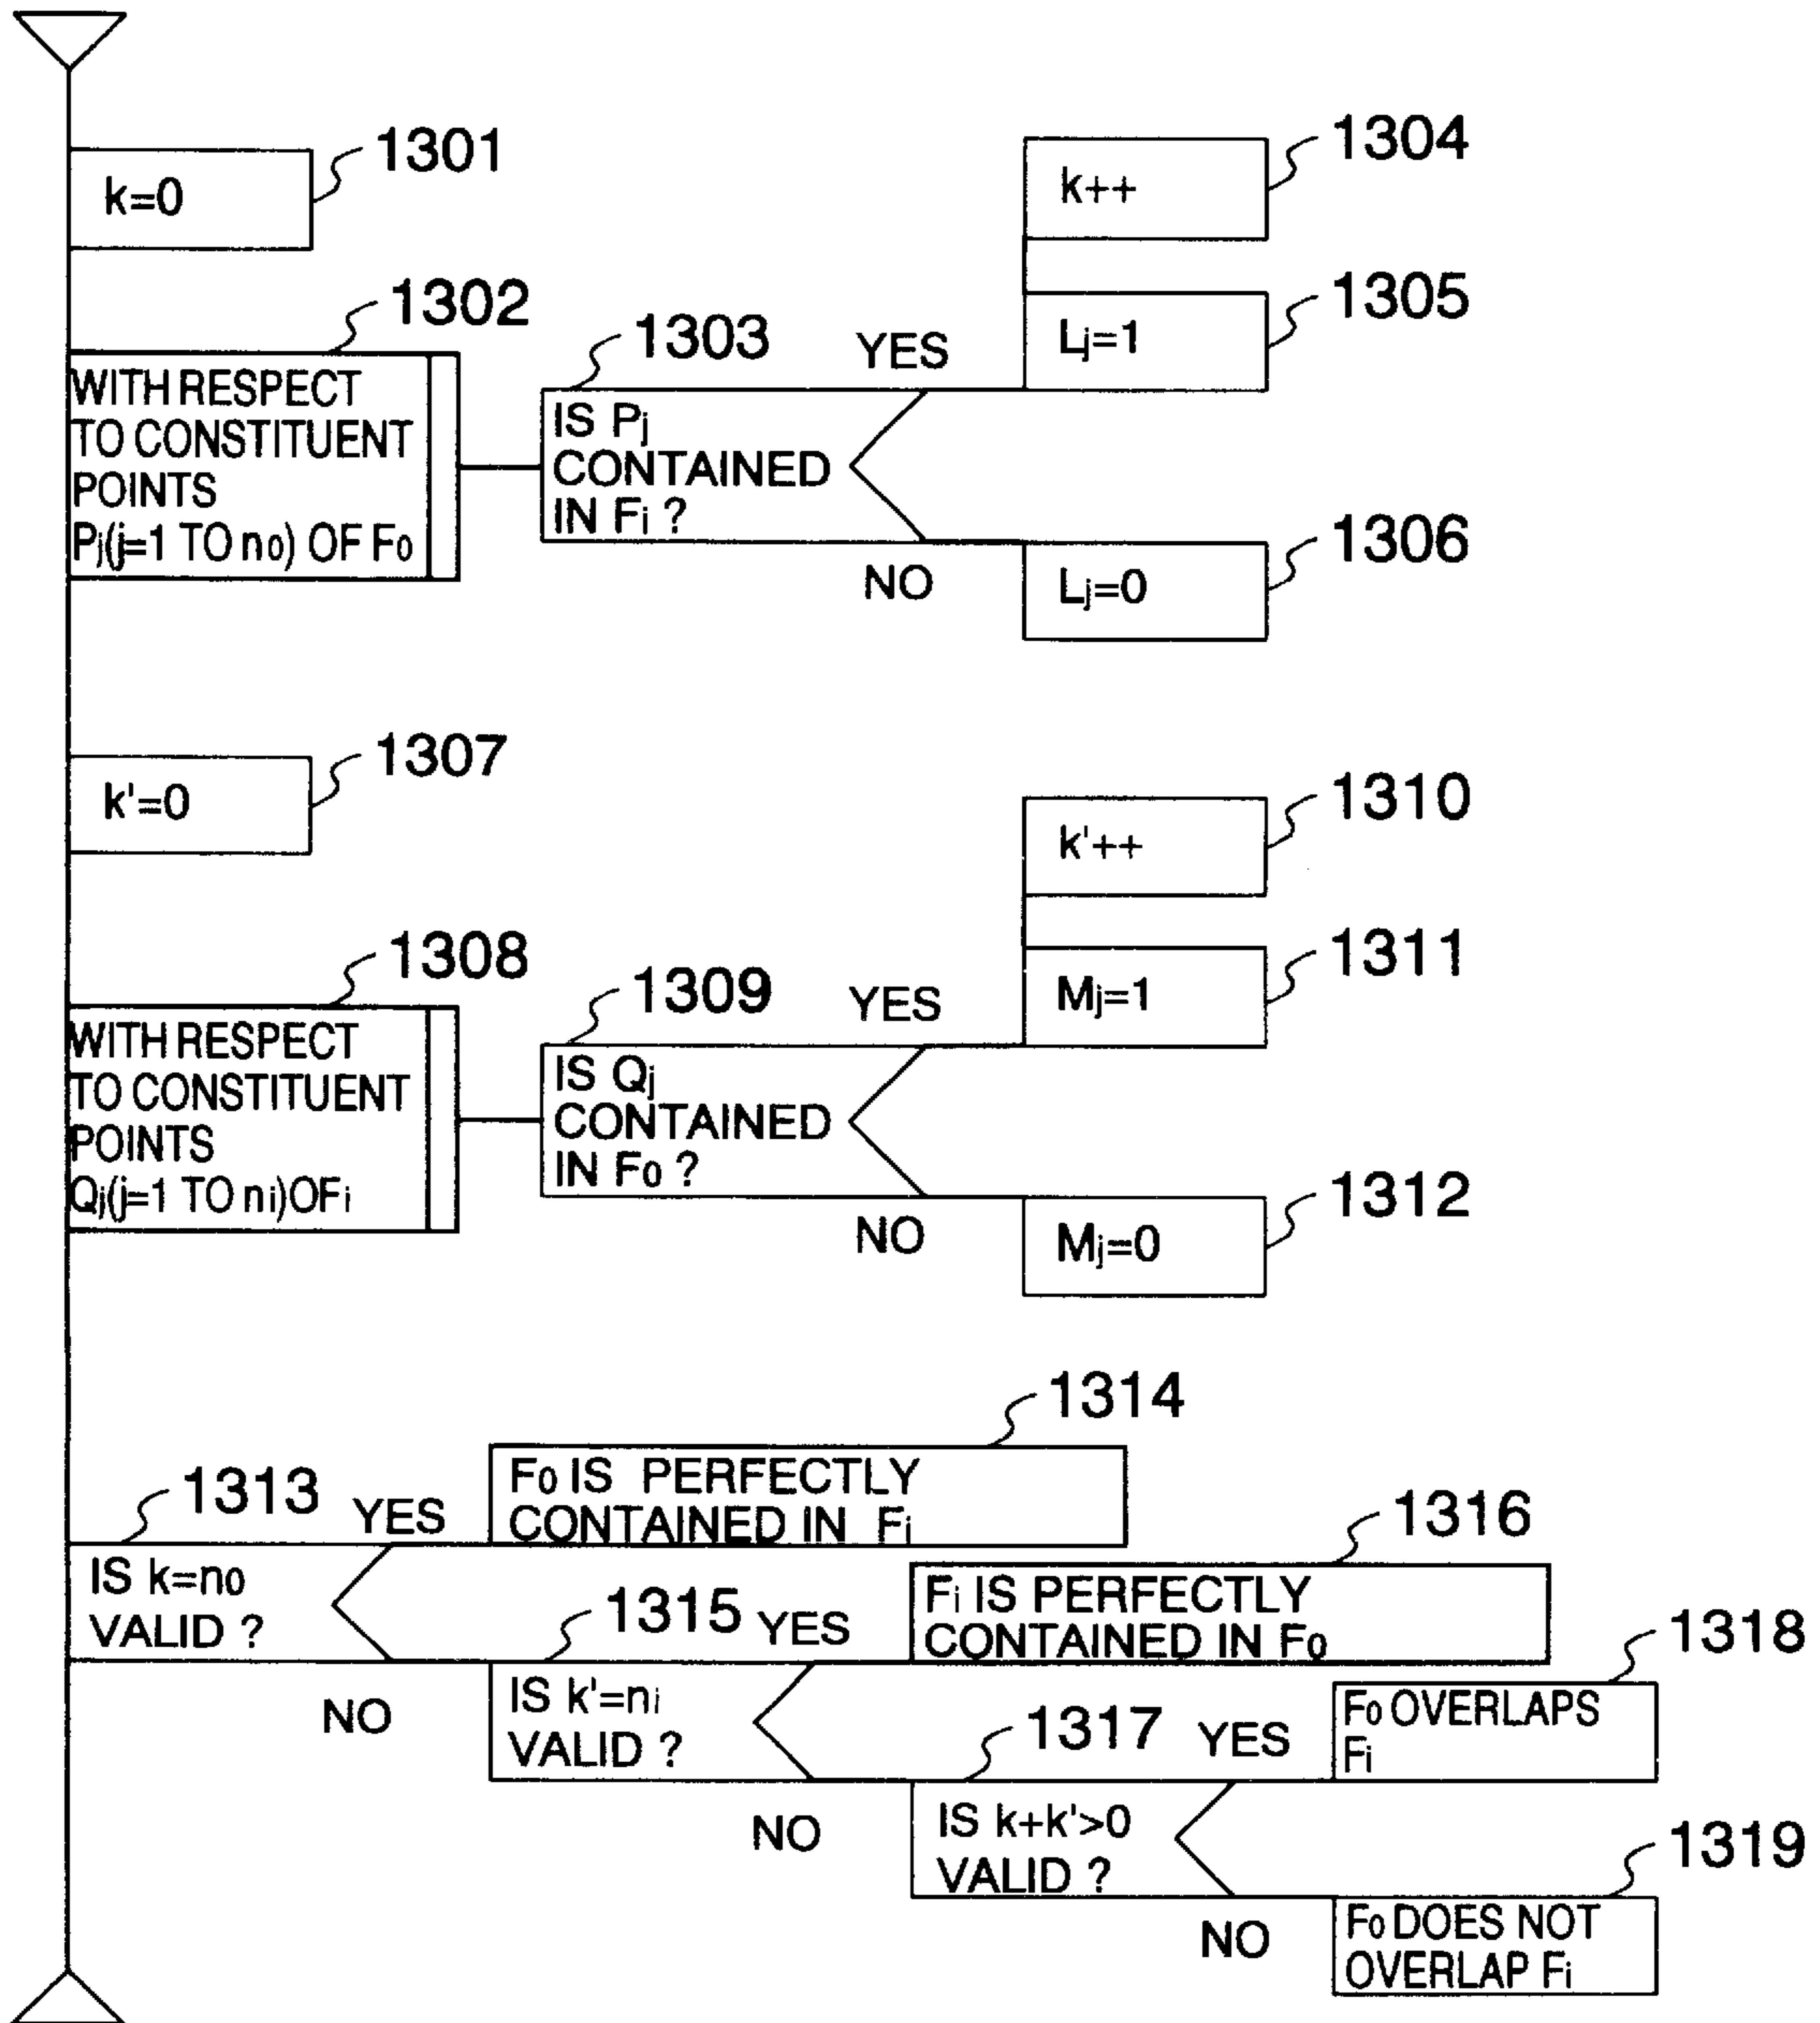 1301
k=0
1302
WITH RESPECT
TO CONSTITUENT
POINTS
Pj(j=1 TO n0) OF F0
1303
IS Pj
CONTAINED
IN Fi ?
YES
1304
k++
1305
Lj=1
NO
1306
Lj=0
1307
k'=0
1308
WITH RESPECT
TO CONSTITUENT
POINTS
Qj(j=1 TO ni)OFi
1309
IS Qj
CONTAINED
IN F0 ?
YES
1310
k'++
1311
Mj=1
NO
1312
Mj=0
1313
IS k=n0
VALID ?
YES
1314
F0 IS PERFECTLY
CONTAINED IN Fi
NO
1315
IS k'=ni
VALID ?
YES
1316
Fi IS PERFECTLY
CONTAINED IN F0
NO
1317
IS k+k'>0
VALID ?
YES
1318
F0 OVERLAPS
Fi
NO
1319
F0 DOES NOT
OVERLAP Fi